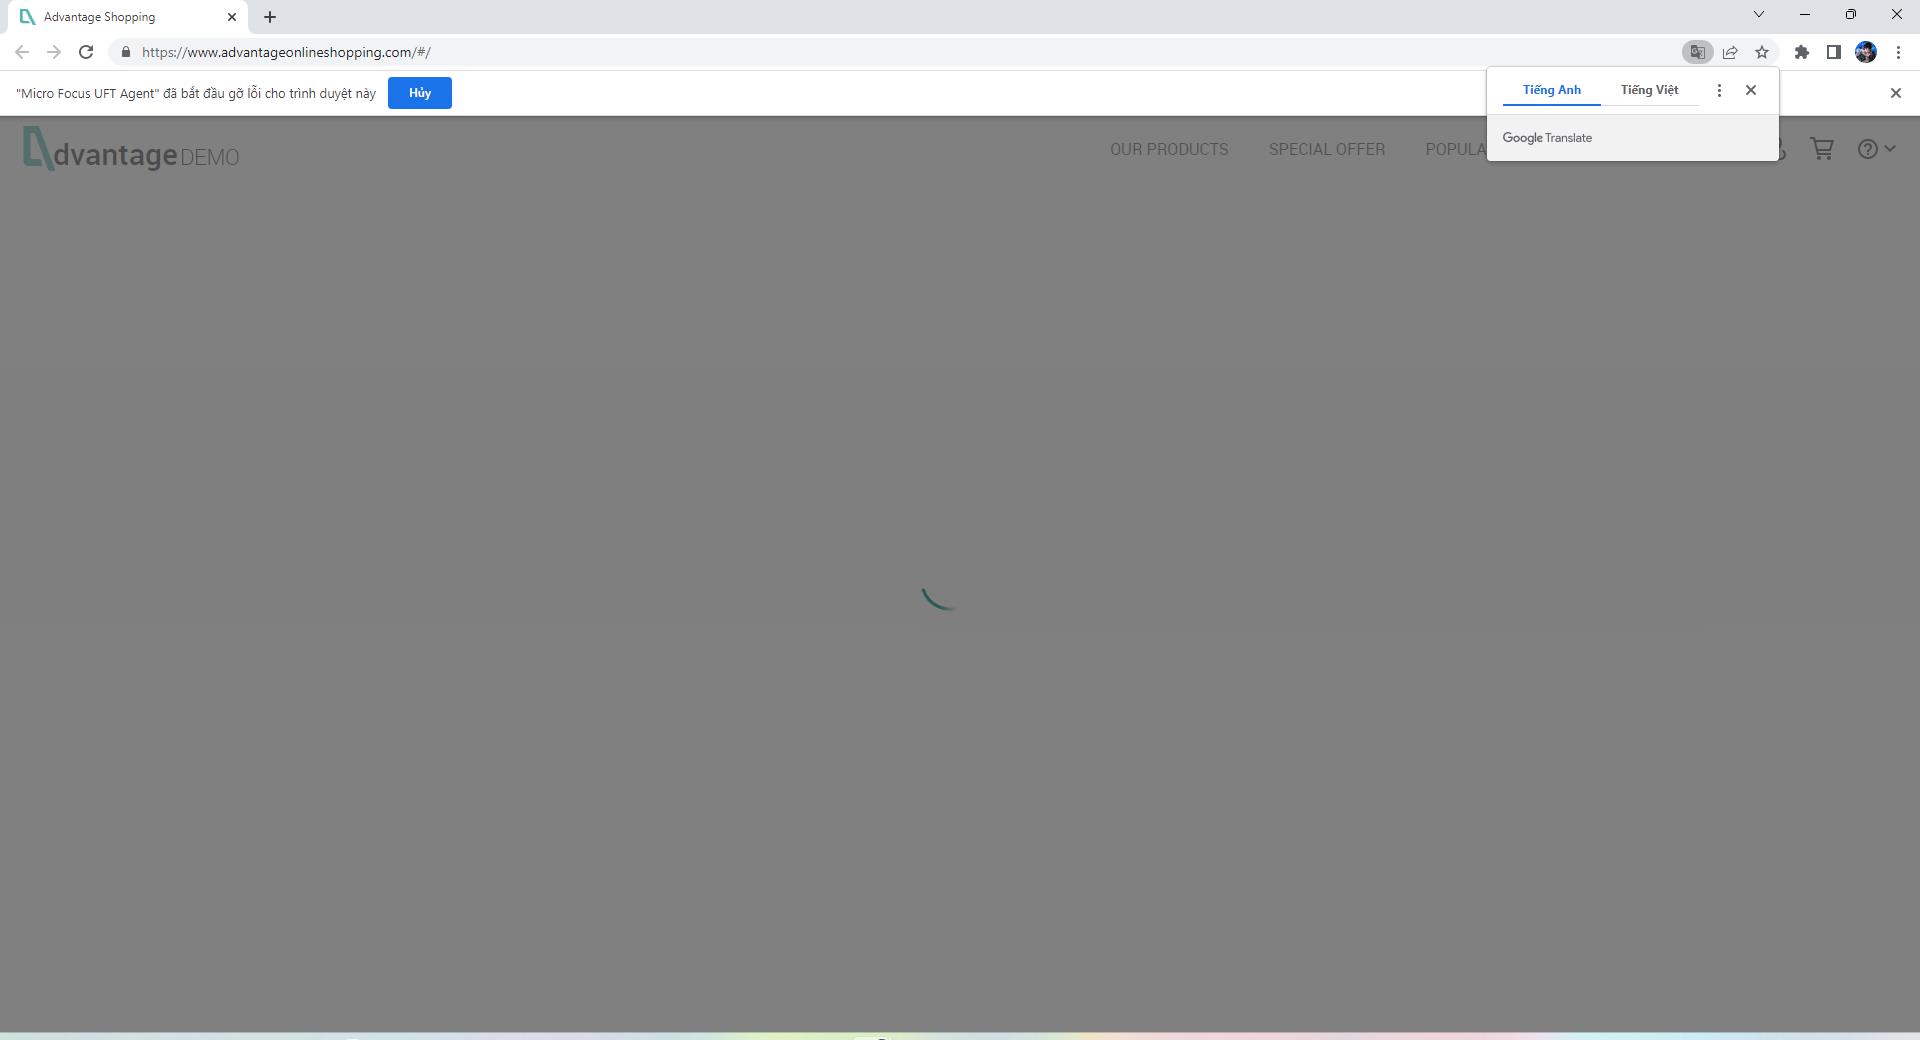 Advantage Shopping
https://www.advantageonlineshopping.com/#/
"Micro Focus UFT Agent" đã bắt đầu gỡ lỗi cho trình duyệt này
Hủy
Tiếng Anh
Tiếng Việt
Google Translate
dvantage DEMO
OUR PRODUCTS
SPECIAL OFFER
POPULA